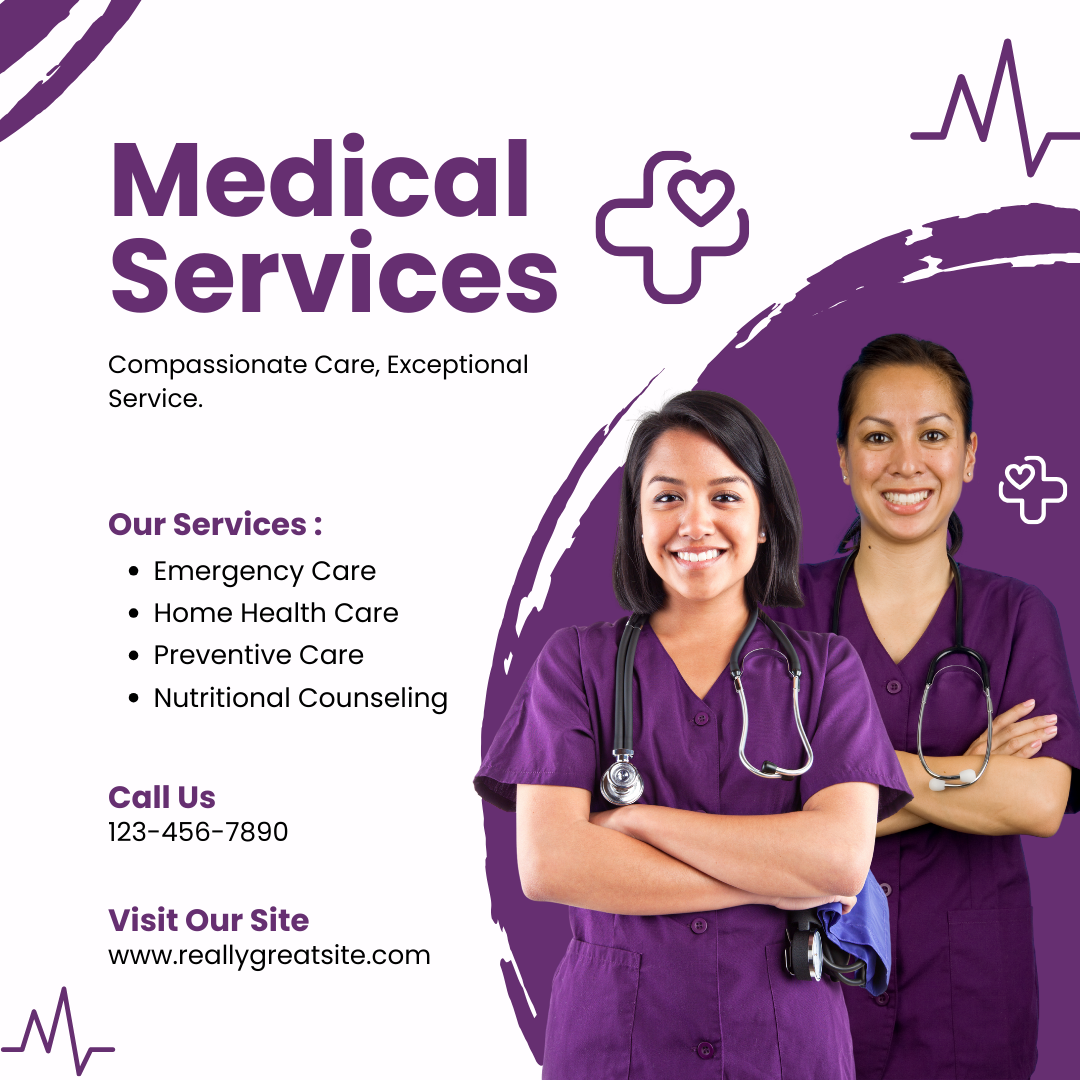 Medical
Services
Compassionate Care, Exceptional
Service.
Our Services :
Emergency Care
Home Health Care
Preventive Care
Nutritional Counseling
Call Us
123-456-7890
Visit Our Site
www.reallygreatsite.com